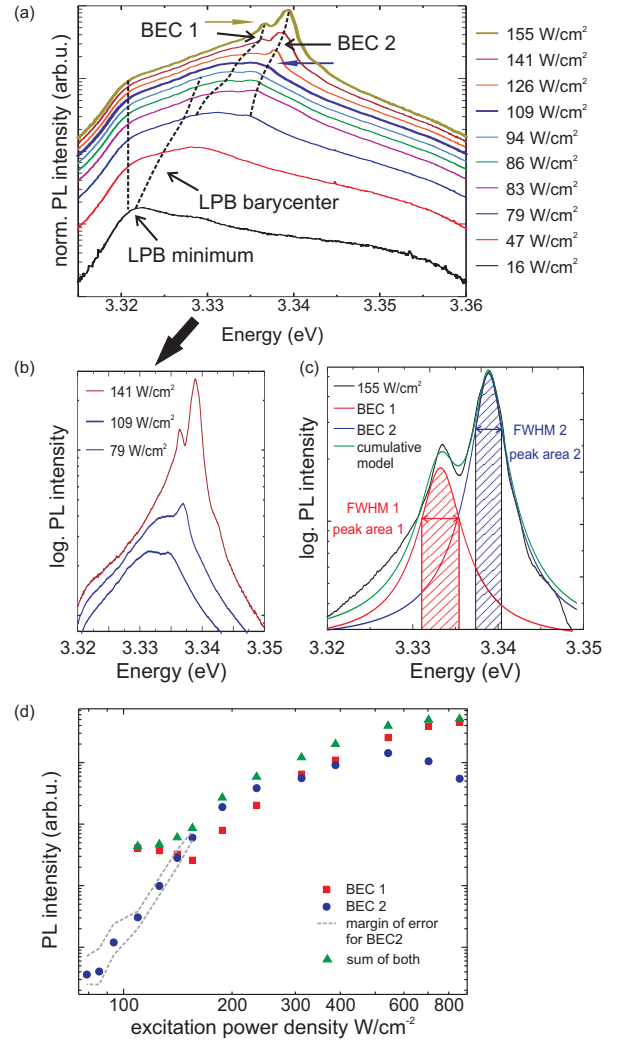 (a)
norm. PL intensity (arb.u.)
BEC 1
BEC 2
LPB barycenter
LPB minimum
155 W/cm²
141 W/cm²
126 W/cm²
109 W/cm²
94 W/cm²
86 W/cm²
83 W/cm²
79 W/cm²
47 W/cm²
16 W/cm²
3.32 3.33 3.34 3.35 3.36
Energy (eV)
(b)
log. PL intensity
141 W/cm²
109 W/cm²
79 W/cm²
3.32 3.33 3.34 3.35
Energy (eV)
(c)
log. PL intensity
155 W/cm²
BEC 1
BEC 2
cumulative
model
FWHM 1
peak area 1
FWHM 2
peak area 2
3.32 3.33 3.34 3.35
Energy (eV)
(d)
PL intensity (arb.u.)
BEC 1
BEC 2
margin of error
for BEC2
sum of both
100 200 300 400 600 800
excitation power density W/cm⁻²